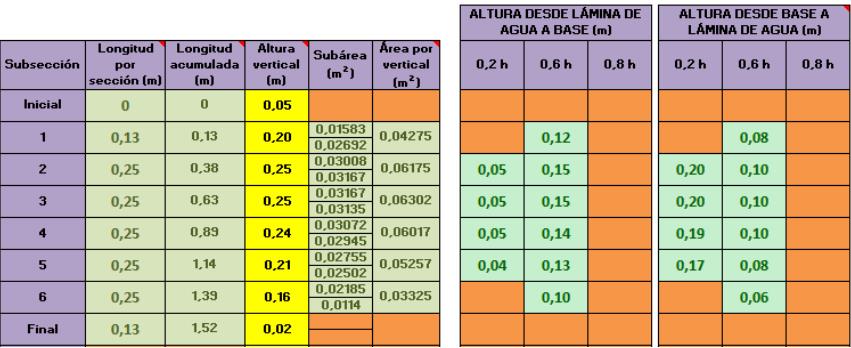 ALTURA DESDE LÁMINA DE AGUA A BASE (m) ALTURA DESDE BASE A LÁMINA DE AGUA (m)
Subsección Longitud por sección (m) Longitud acumulada (m) Altura vertical (m) Subárea (m²) Área por vertical (m²) 0,2 h 0,6 h 0,8 h 0,2 h 0,6 h 0,8 h
Inicial 0 0 0,05
1 0,13 0,13 0,20 0,01583 0,02692 0,04275 0,12 0,08
2 0,25 0,38 0,25 0,03008 0,03167 0,06175 0,05 0,15 0,20 0,10
3 0,25 0,63 0,25 0,03167 0,03135 0,06302 0,05 0,15 0,20 0,10
4 0,25 0,89 0,24 0,03072 0,02945 0,06017 0,05 0,14 0,19 0,10
5 0,25 1,14 0,21 0,02755 0,02502 0,05257 0,04 0,13 0,17 0,08
6 0,25 1,39 0,16 0,02185 0,0114 0,03325 0,10 0,06
Final 0,13 1,52 0,02